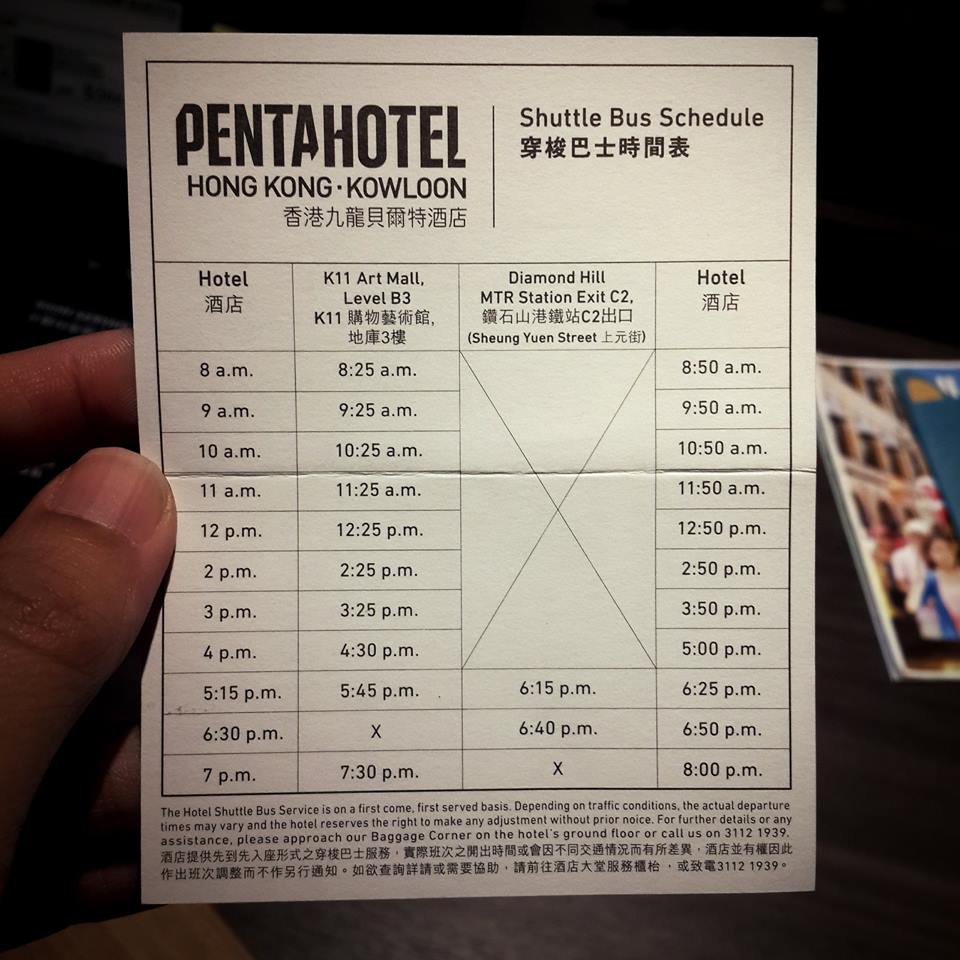 PENTAHOTEL
HONG KONG · KOWLOON
香港九龍貝爾特酒店
Shuttle Bus Schedule
穿梭巴士時間表
Hotel
酒店
K11 Art Mall,
Level B3
K11 購物藝術館,
地庫3樓
Diamond Hill
MTR Station Exit C2,
鑽石山港鐵站C2出口
(Sheung Yuen Street 上元街)
Hotel
酒店
8 a.m. 8:25 a.m. 8:50 a.m.
9 a.m. 9:25 a.m. 9:50 a.m.
10 a.m. 10:25 a.m. 10:50 a.m.
11 a.m. 11:25 a.m. 11:50 a.m.
12 p.m. 12:25 p.m. 12:50 p.m.
2 p.m. 2:25 p.m. 2:50 p.m.
3 p.m. 3:25 p.m. 3:50 p.m.
4 p.m. 4:30 p.m. 5:00 p.m.
5:15 p.m. 5:45 p.m. 6:15 p.m. 6:25 p.m.
6:30 p.m. X 6:40 p.m. 6:50 p.m.
7 p.m. 7:30 p.m. X 8:00 p.m.
The Hotel Shuttle Bus Service is on a first come, first served basis. Depending on traffic conditions, the actual departure
times may vary and the hotel reserves the right to make any adjustment without prior noice. For further details or any
assistance, please approach our Baggage Corner on the hotel's ground floor or call us on 3112 1939.
酒店提供先到先入座形式之穿梭巴士服務，實際班次之開出時間或會因不同交通情況而有所差異，酒店並有權因此
作出班次調整而不作另行通知。如欲查詢詳請或需要協助，請前往酒店大堂服務櫃枱，或致電3112 1939。